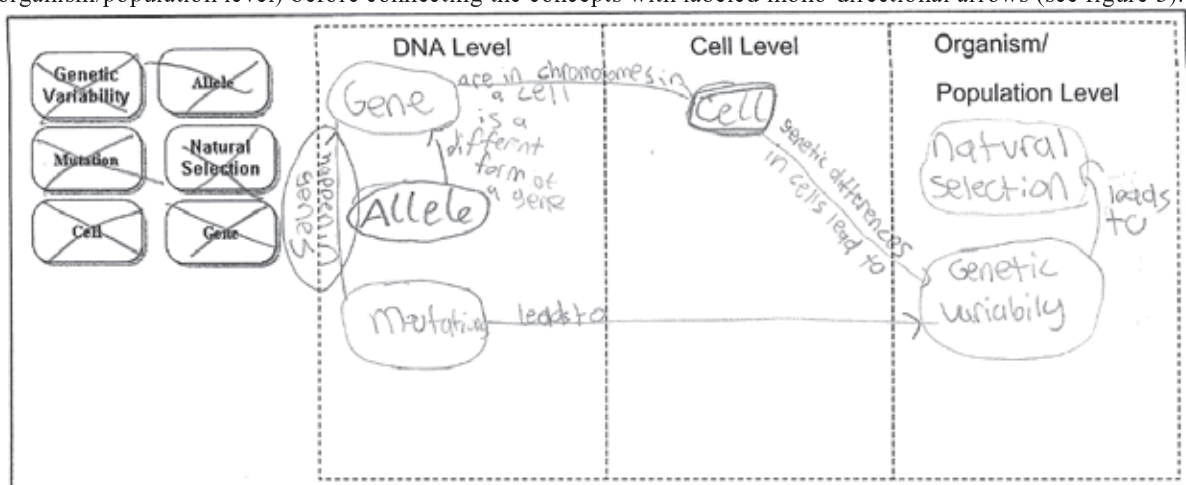 organism/population level) before connecting the concepts with labeled mono-directional arrows (see figure 3).
Genetic
Variability
Allele
Mutation
Natural
Selection
Cell
Gene
DNA Level
Cell Level
Organism/
Population Level
Gene
are in chromosomes in
a cell
is a
differnt
form of
a gene
happen in
genes
Allele
Mutation
leads to
Cell
genetic differences
in cells lead to
natural
selection
leads
to
Genetic
variabily